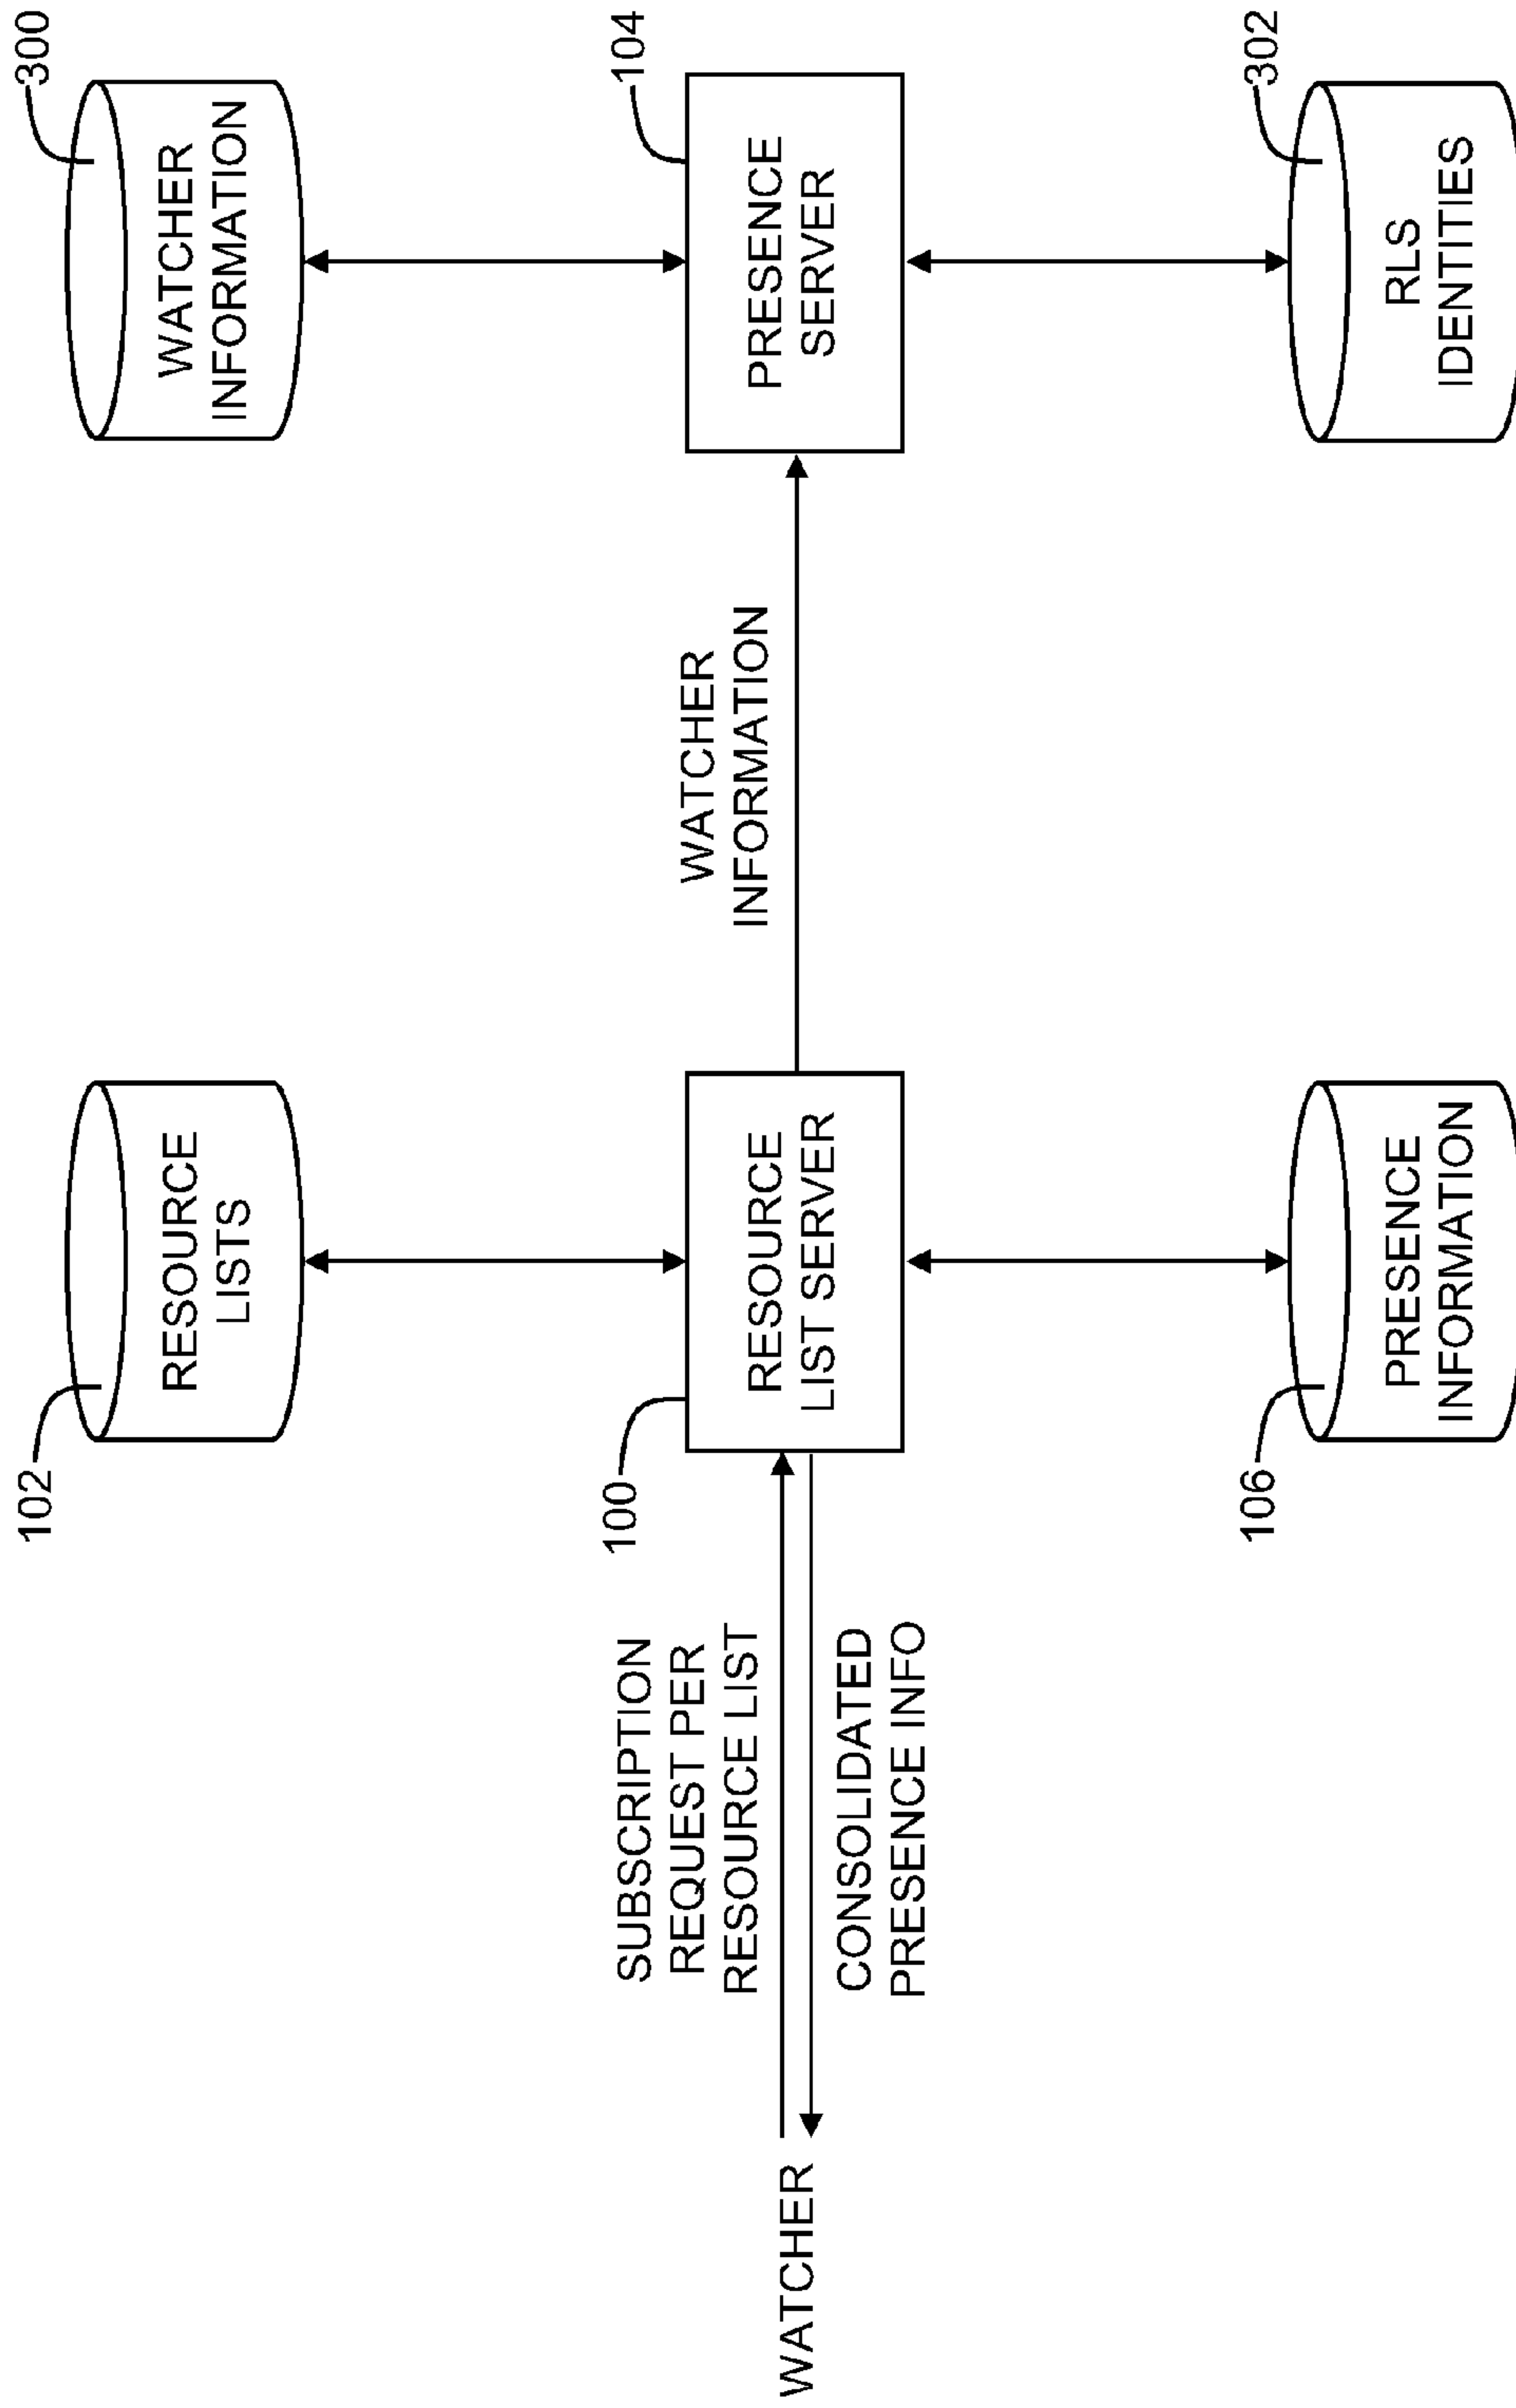 102
RESOURCE
LISTS
300
WATCHER
INFORMATION
SUBSCRIPTION
REQUEST PER
RESOURCE LIST
100
RESOURCE
LIST SERVER
WATCHER
INFORMATION
104
PRESENCE
SERVER
WATCHER
CONSOLIDATED
PRESENCE INFO
106
PRESENCE
INFORMATION
302
RLS
IDENTITIES